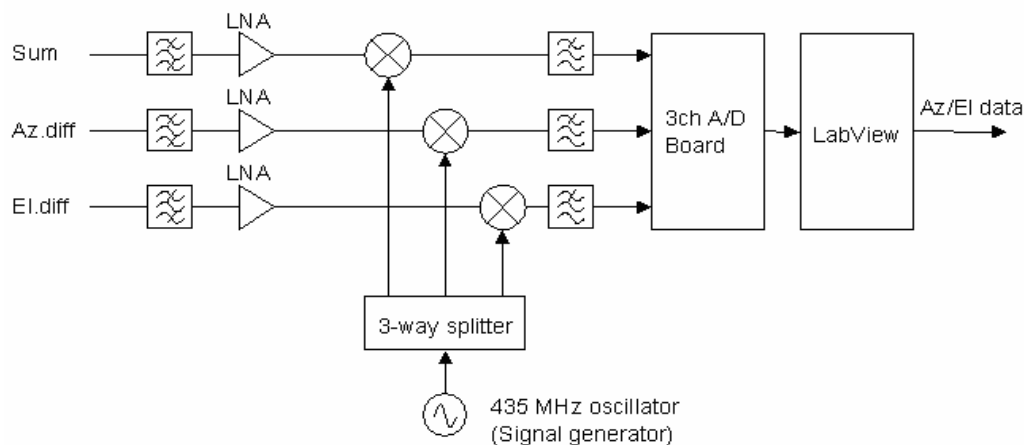 LNA
Sum
LNA
Az.diff
LNA
El.diff
3ch A/D
Board
LabView
Az/El data
3-way splitter
435 MHz oscillator
(Signal generator)